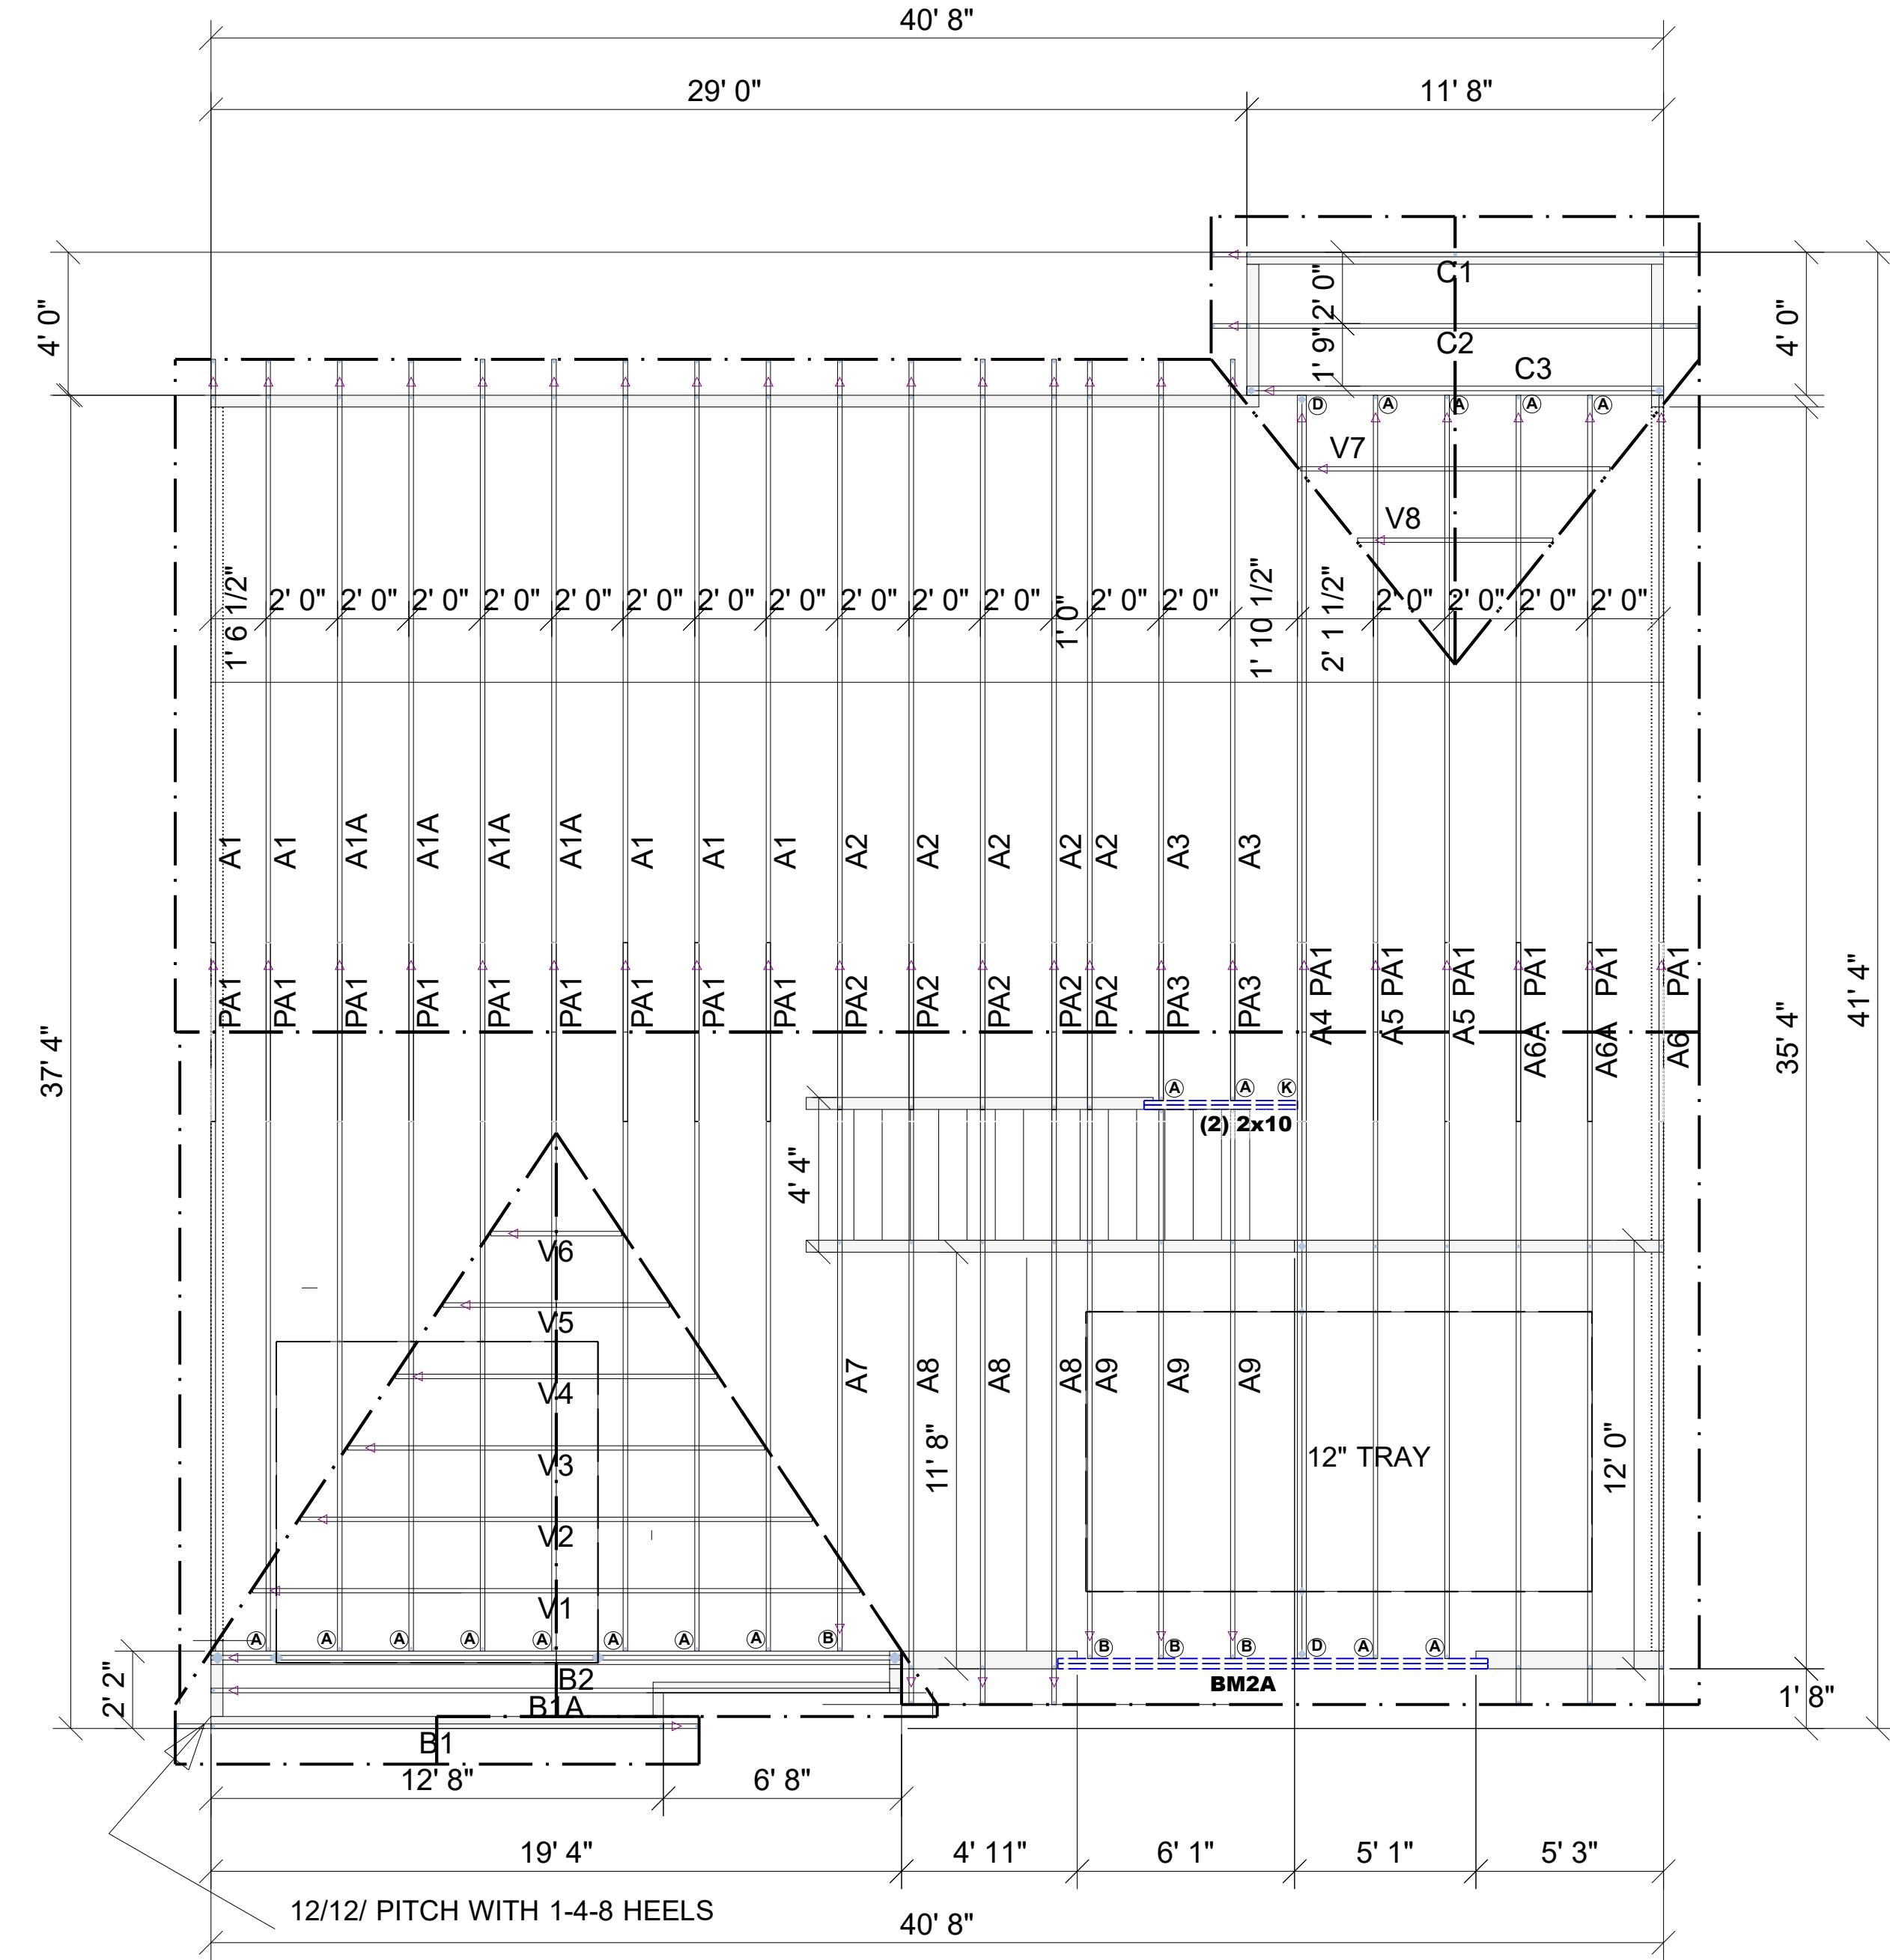 40' 8"
29' 0" 11' 8"
4' 0" C1 2' 0" 4' 0"
C2 1' 9"
C3
D A A A A
V7
V8
1' 6 1/2" 2' 0" 2' 0" 2' 0" 2' 0" 2' 0" 2' 0" 2' 0" 2' 0" 2' 0" 2' 0" 2' 0" 1' 0" 2' 0" 2' 0" 1' 10 1/2" 2' 1 1/2" 2' 0" 2' 0" 2' 0" 2' 0"
A1 A1 A1A A1A A1A A1A A1 A1 A1 A2 A2 A2 A2 A2 A3 A3
PA1 PA1 PA1 PA1 PA1 PA1 PA1 PA1 PA1 PA2 PA2 PA2 PA2 PA2 PA3 PA3 PA1 PA1 PA1 PA1 PA1 PA1
A4 A5 A5 A6A A6A A6
37' 4" 35' 4" 41' 4"
A A K
(2) 2x10
4' 4"
V6
V5
V4
V3
V2
V1
A7 A8 A8 A8 A9 A9 A9
11' 8" 12" TRAY 12' 0"
A A A A A A A A B B B B D A A
2' 2" B2 BM2A 1' 8"
B1A
B1
12' 8" 6' 8"
19' 4" 4' 11" 6' 1" 5' 1" 5' 3"
12/12/ PITCH WITH 1-4-8 HEELS
40' 8"